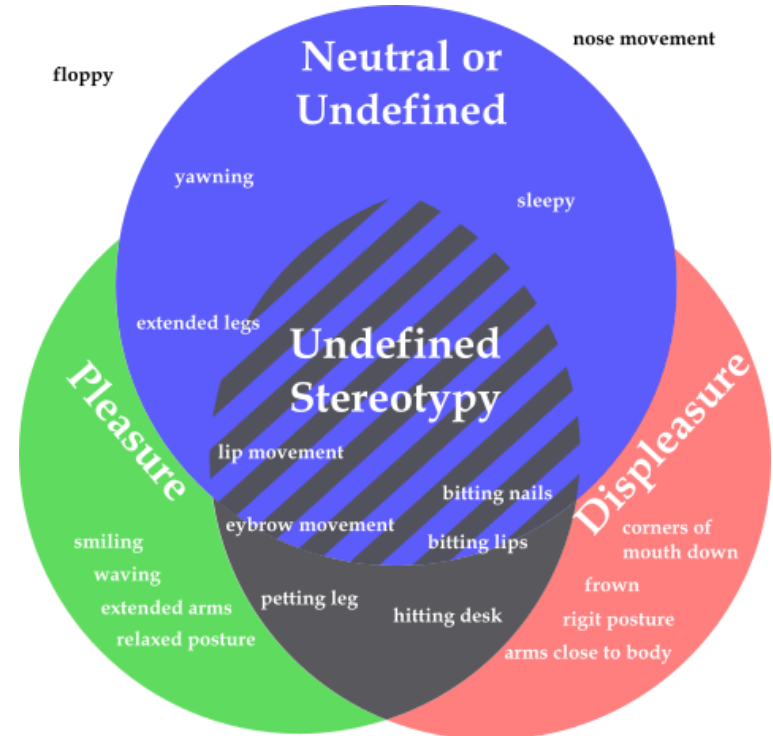 nose movement
floppy
Neutral or
Undefined
yawning
sleepy
extended legs
Undefined
Stereotypy
Pleasure
Displeasure
lip movement
bitting nails
eybrow movement
bitting lips
corners of
mouth down
smiling
waving
frown
extended arms
petting leg
hitting desk
rigit posture
relaxed posture
arms close to body